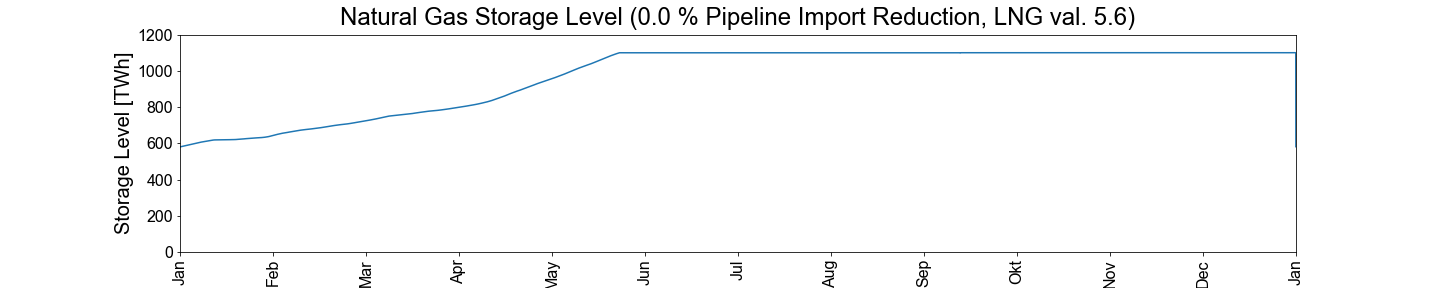 Natural Gas Storage Level (0.0 % Pipeline Import Reduction, LNG val. 5.6)
Storage Level [TWh]
1200
1000
800
600
400
200
0
Jan
Feb
Mar
Apr
May
Jun
Jul
Aug
Sep
Okt
Nov
Dec
Jan